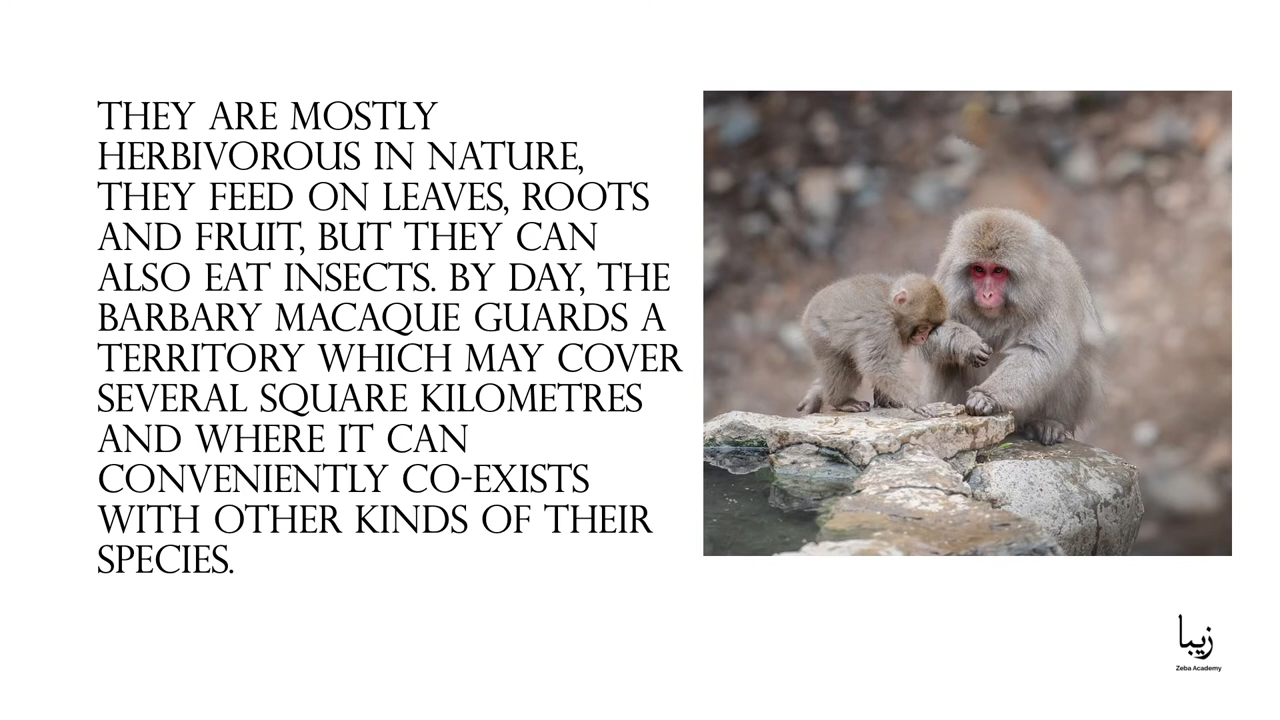 THEY ARE MOSTLY
HERBIVOROUS IN NATURE,
THEY FEED ON LEAVES, ROOTS
AND FRUIT, BUT THEY CAN
ALSO EAT INSECTS. BY DAY, THE
BARBARY MACAQUE GUARDS A
TERRITORY WHICH MAY COVER
SEVERAL SQUARE KILOMETRES
AND WHERE IT CAN
CONVENIENTLY CO-EXISTS
WITH OTHER KINDS OF THEIR
SPECIES.
زیبا
Zeba Academy